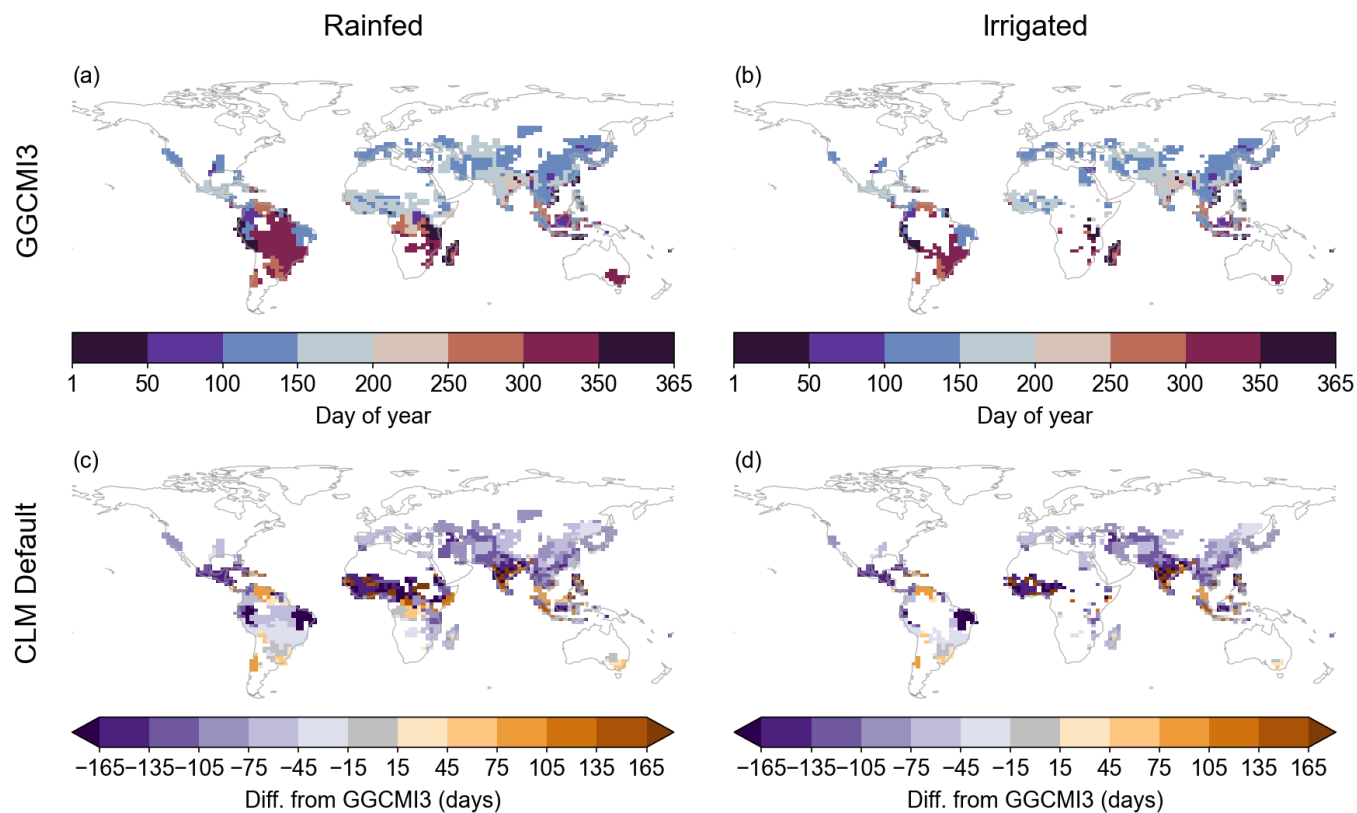 Rainfed
Irrigated
(a)
(b)
GGCMI3
1 50 100 150 200 250 300 350 365
Day of year
1 50 100 150 200 250 300 350 365
Day of year
(c)
(d)
CLM Default
−165 −135 −105 −75 −45 −15 15 45 75 105 135 165
Diff. from GGCMI3 (days)
−165 −135 −105 −75 −45 −15 15 45 75 105 135 165
Diff. from GGCMI3 (days)